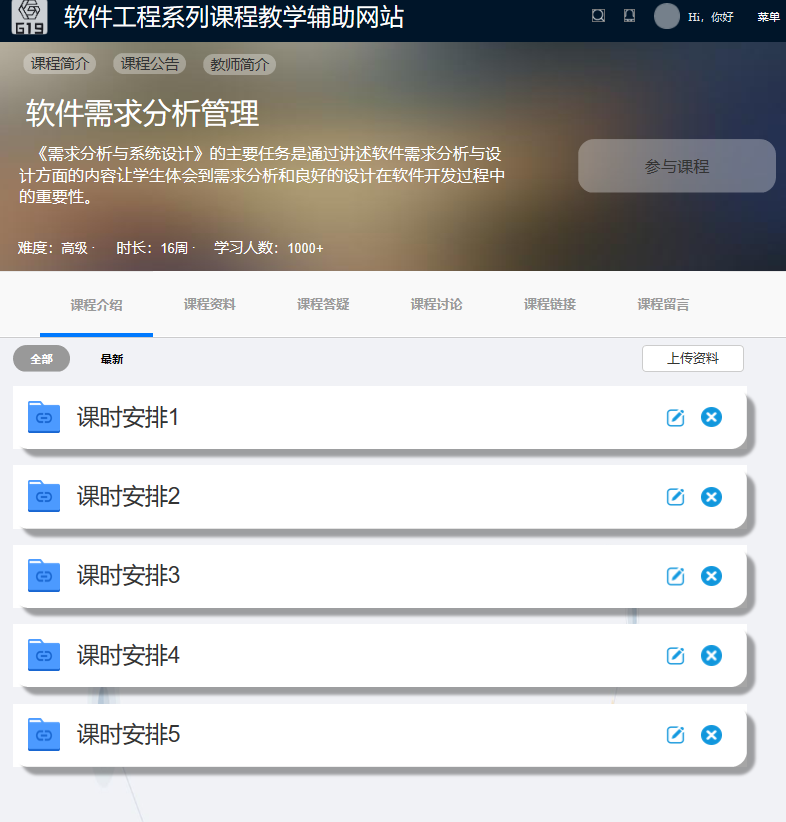 G19
软件工程系列课程教学辅助网站
Hi，你好
菜单
课程简介
课程公告
教师简介
软件需求分析管理
《需求分析与系统设计》的主要任务是通过讲述软件需求分析与设
计方面的内容让学生体会到需求分析和良好的设计在软件开发过程中
的重要性。
参与课程
难度：高级 · 时长：16周 · 学习人数：1000+
课程介绍
课程资料
课程答疑
课程讨论
课程链接
课程留言
全部
最新
上传资料
课时安排1
课时安排2
课时安排3
课时安排4
课时安排5